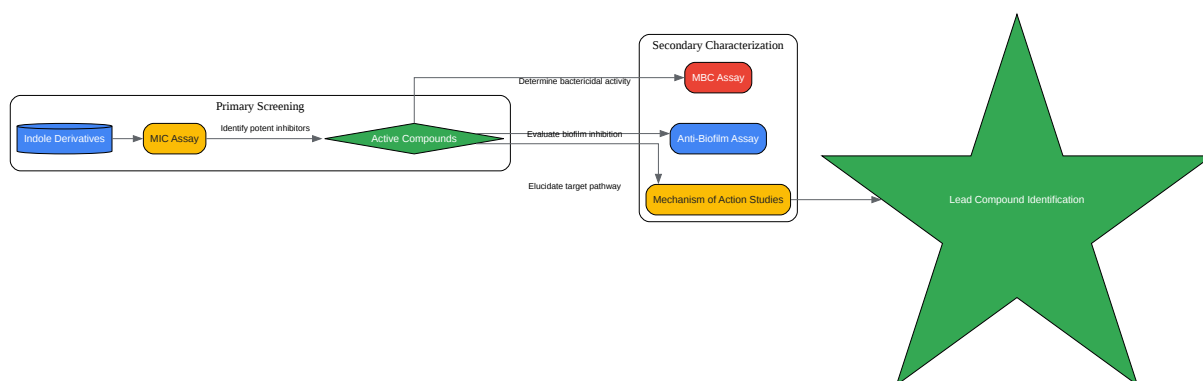 Primary Screening
Indole Derivatives
MIC Assay
Identify potent inhibitors
Active Compounds
Secondary Characterization
Determine bactericidal activity
MBC Assay
Evaluate biofilm inhibition
Anti-Biofilm Assay
Elucidate target pathway
Mechanism of Action Studies
Lead Compound Identification